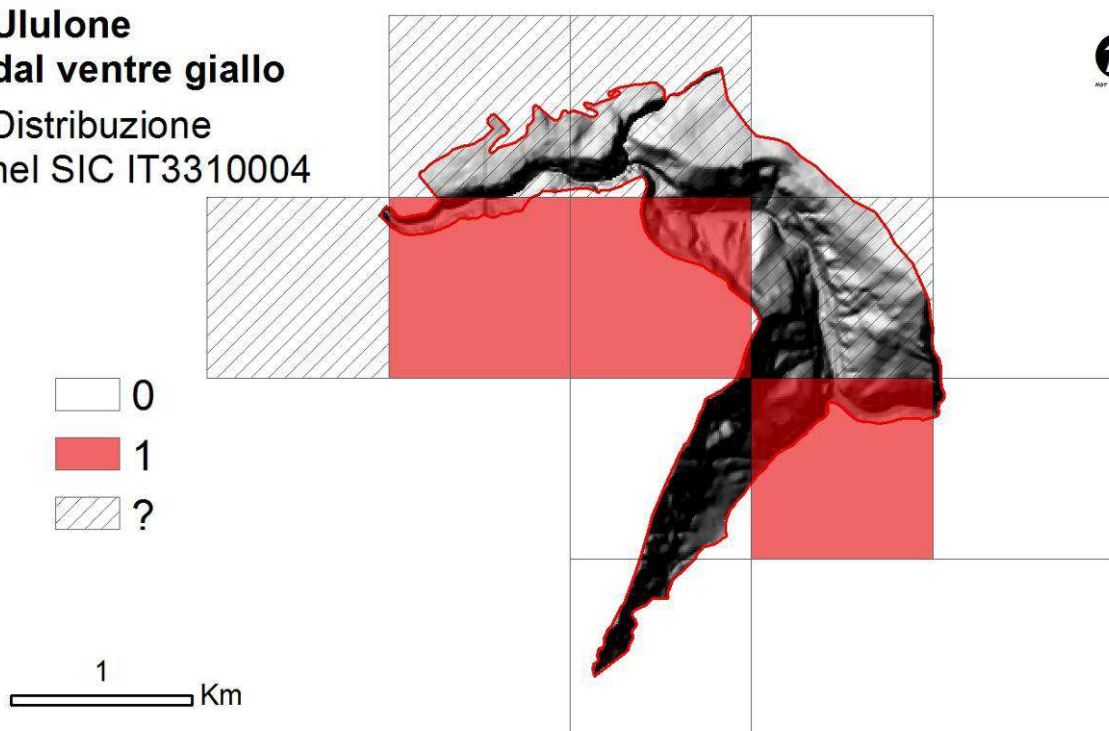 Ululone
dal ventre giallo
Distribuzione
nel SIC IT3310004
0
1
?
1
Km